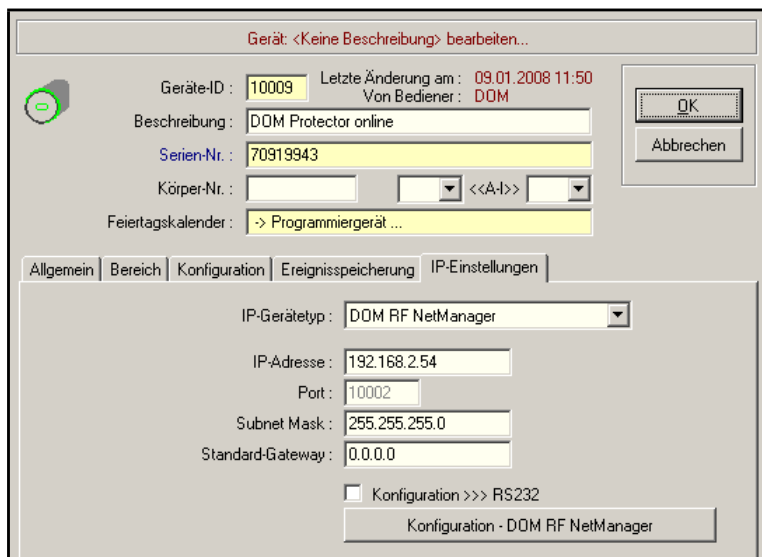 Gerät: <Keine Beschreibung> bearbeiten...
Geräte-ID : 10009 Letzte Änderung am : 09.01.2008 11:50
Von Bediener : DOM
OK
Beschreibung : DOM Protector online
Abbrechen
Serien-Nr. : 70919943
Körper-Nr. : <<A-I>>
Feiertagskalender : -> Programmiergerät ...
Allgemein Bereich Konfiguration Ereignisspeicherung IP-Einstellungen
IP-Gerätetyp : DOM RF NetManager
IP-Adresse : 192.168.2.54
Port : 10002
Subnet Mask : 255.255.255.0
Standard-Gateway : 0.0.0.0
Konfiguration >>> RS232
Konfiguration - DOM RF NetManager